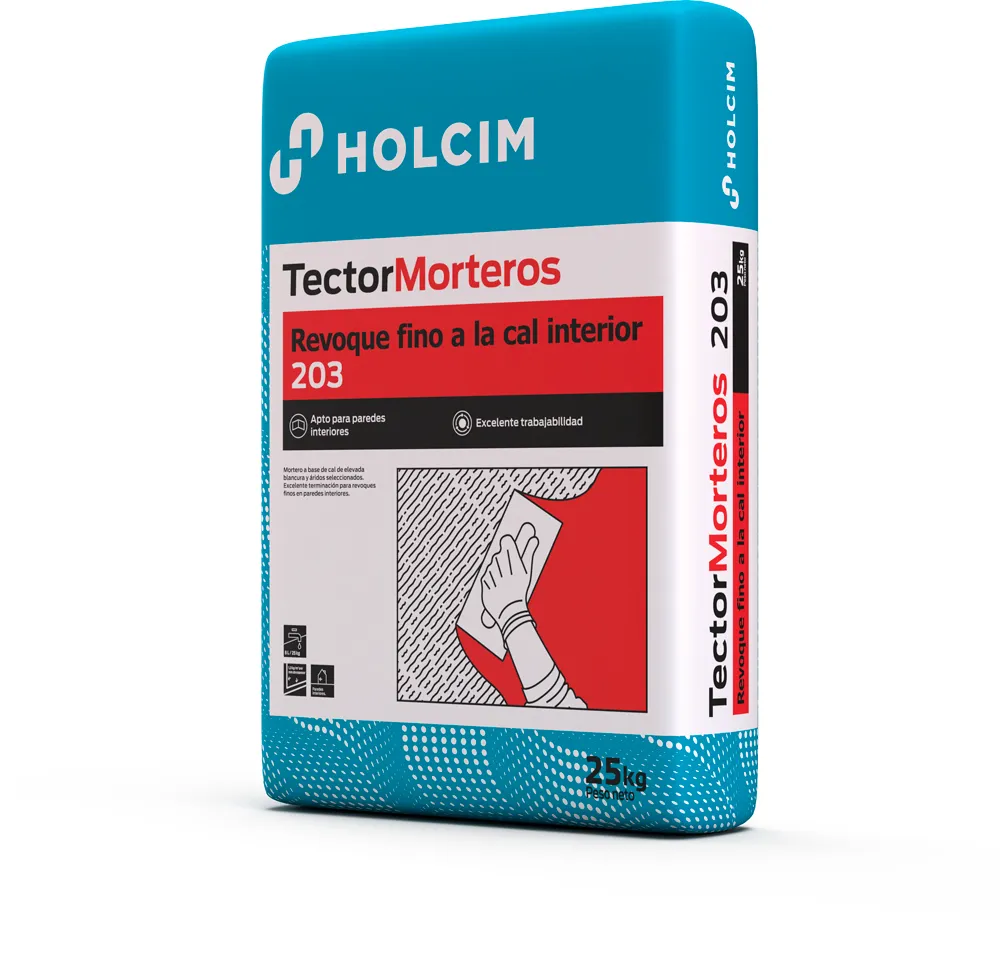 HOLCIM
TectorMorteros
Revoque fino a la cal interior
203
Apto para paredes
interiores
Excelente trabajabilidad
Mortero a base de cal de elevada
blancura y áridos seleccionados.
Excelente terminación para revoques
finos en paredes interiores.
25kg
Peso neto
HOLCIM
TectorMorteros 203
Revoque fino a la cal interior
25kg
Peso neto